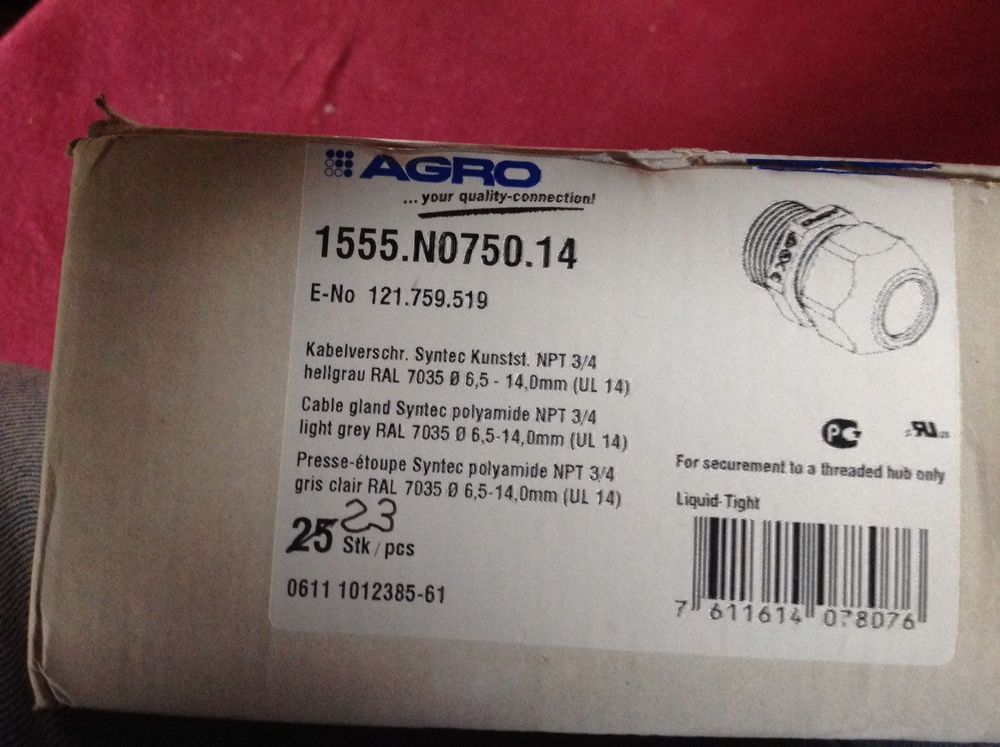 AGRO
... your quality-connection!
1555.N0750.14
E-No 121.759.519
Kabelverschr. Syntec Kunstst. NPT 3/4
hellgrau RAL 7035 Ø 6,5 - 14,0mm (UL 14)
Cable gland Syntec polyamide NPT 3/4
light grey RAL 7035 Ø 6,5-14,0mm (UL 14)
Presse-étoupe Syntec polyamide NPT 3/4
gris clair RAL 7035 Ø 6,5-14,0mm (UL 14)
25 23
Stk / pcs
0611 1012385-61
PG
RU
For securement to a threaded hub only
Liquid-Tight
7 611614 078076